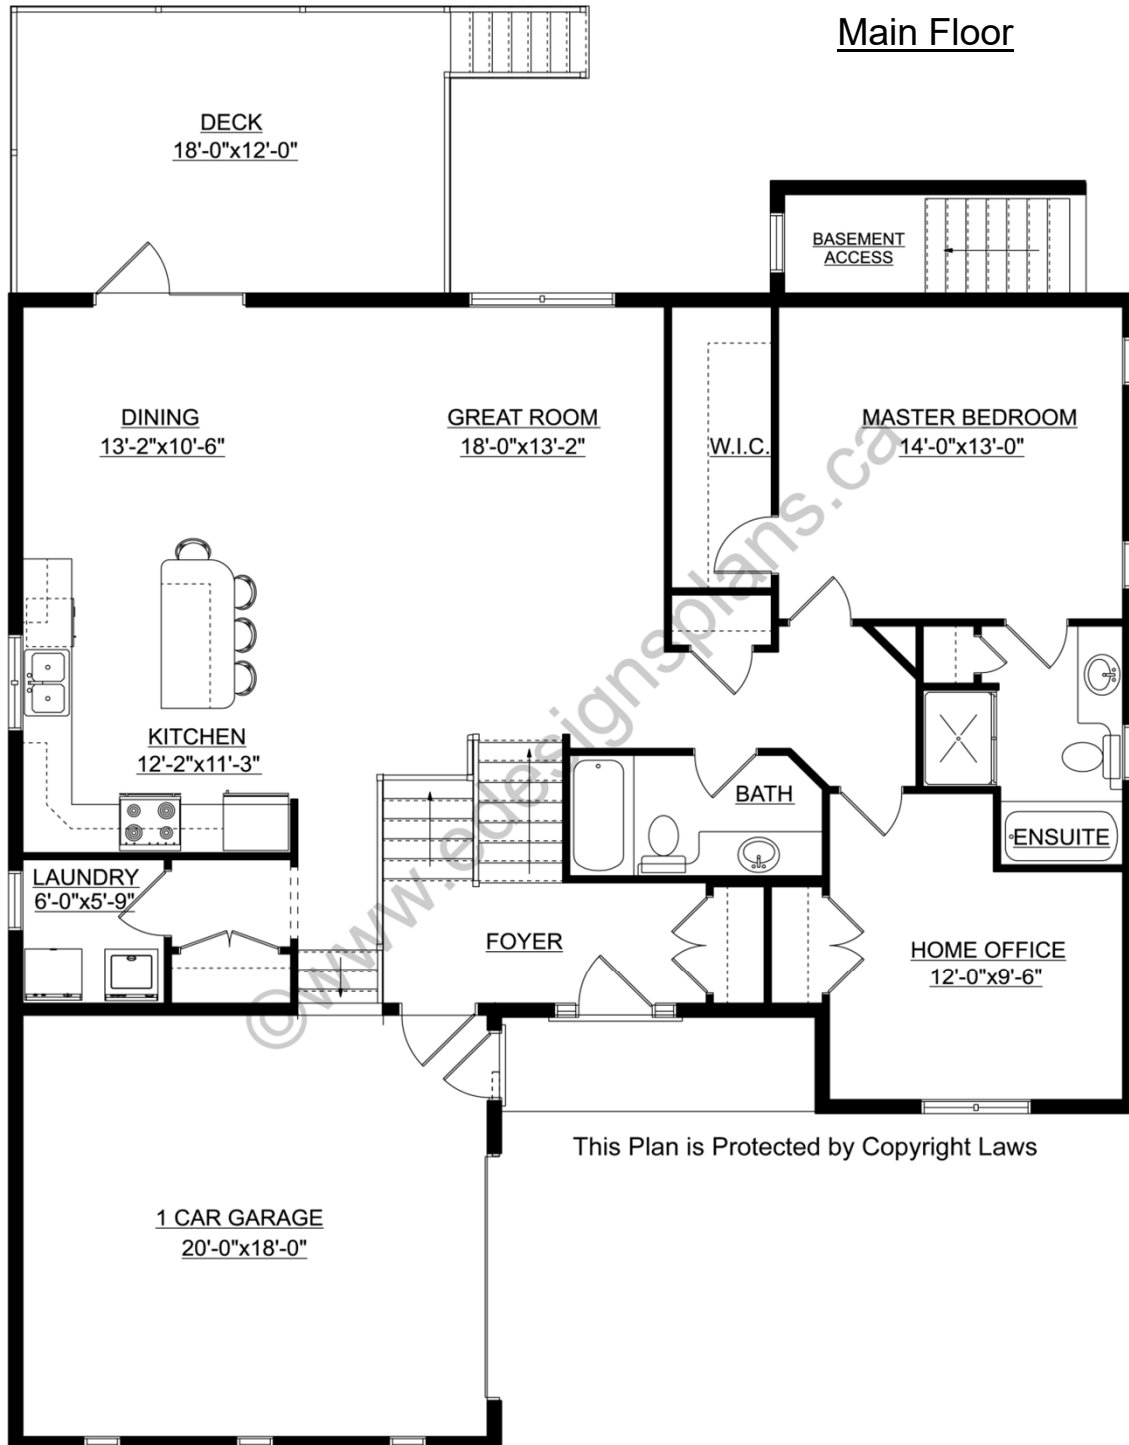 Main Floor
DECK
18'-0"x12'-0"
BASEMENT
ACCESS
DINING
13'-2"x10'-6"
GREAT ROOM
18'-0"x13'-2"
W.I.C.
MASTER BEDROOM
14'-0"x13'-0"
KITCHEN
12'-2"x11'-3"
BATH
ENSUITE
LAUNDRY
6'-0"x5'-9"
FOYER
HOME OFFICE
12'-0"x9'-6"
This Plan is Protected by Copyright Laws
1 CAR GARAGE
20'-0"x18'-0"
©www.edesignsplans.ca